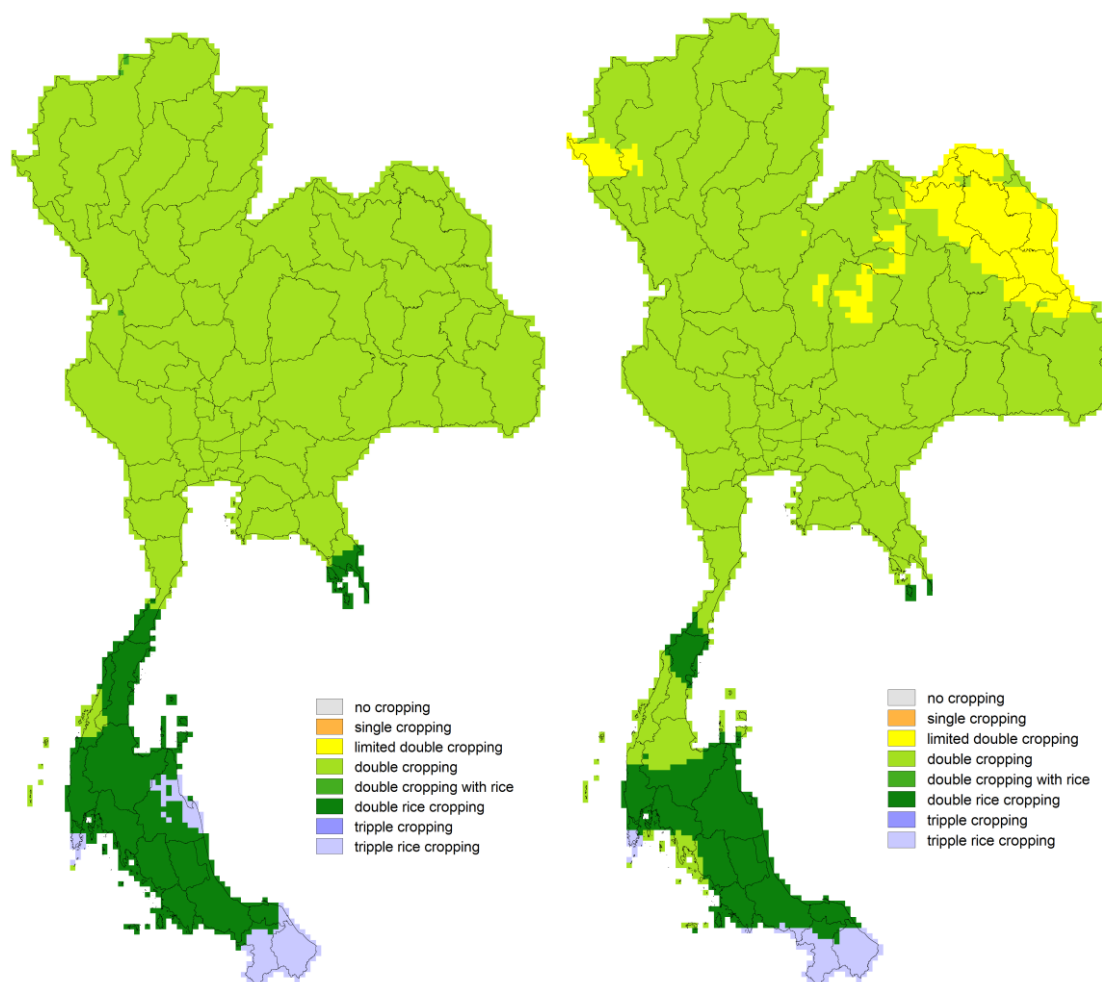 no cropping
single cropping
limited double cropping
double cropping
double cropping with rice
double rice cropping
tripple cropping
tripple rice cropping
no cropping
single cropping
limited double cropping
double cropping
double cropping with rice
double rice cropping
tripple cropping
tripple rice cropping